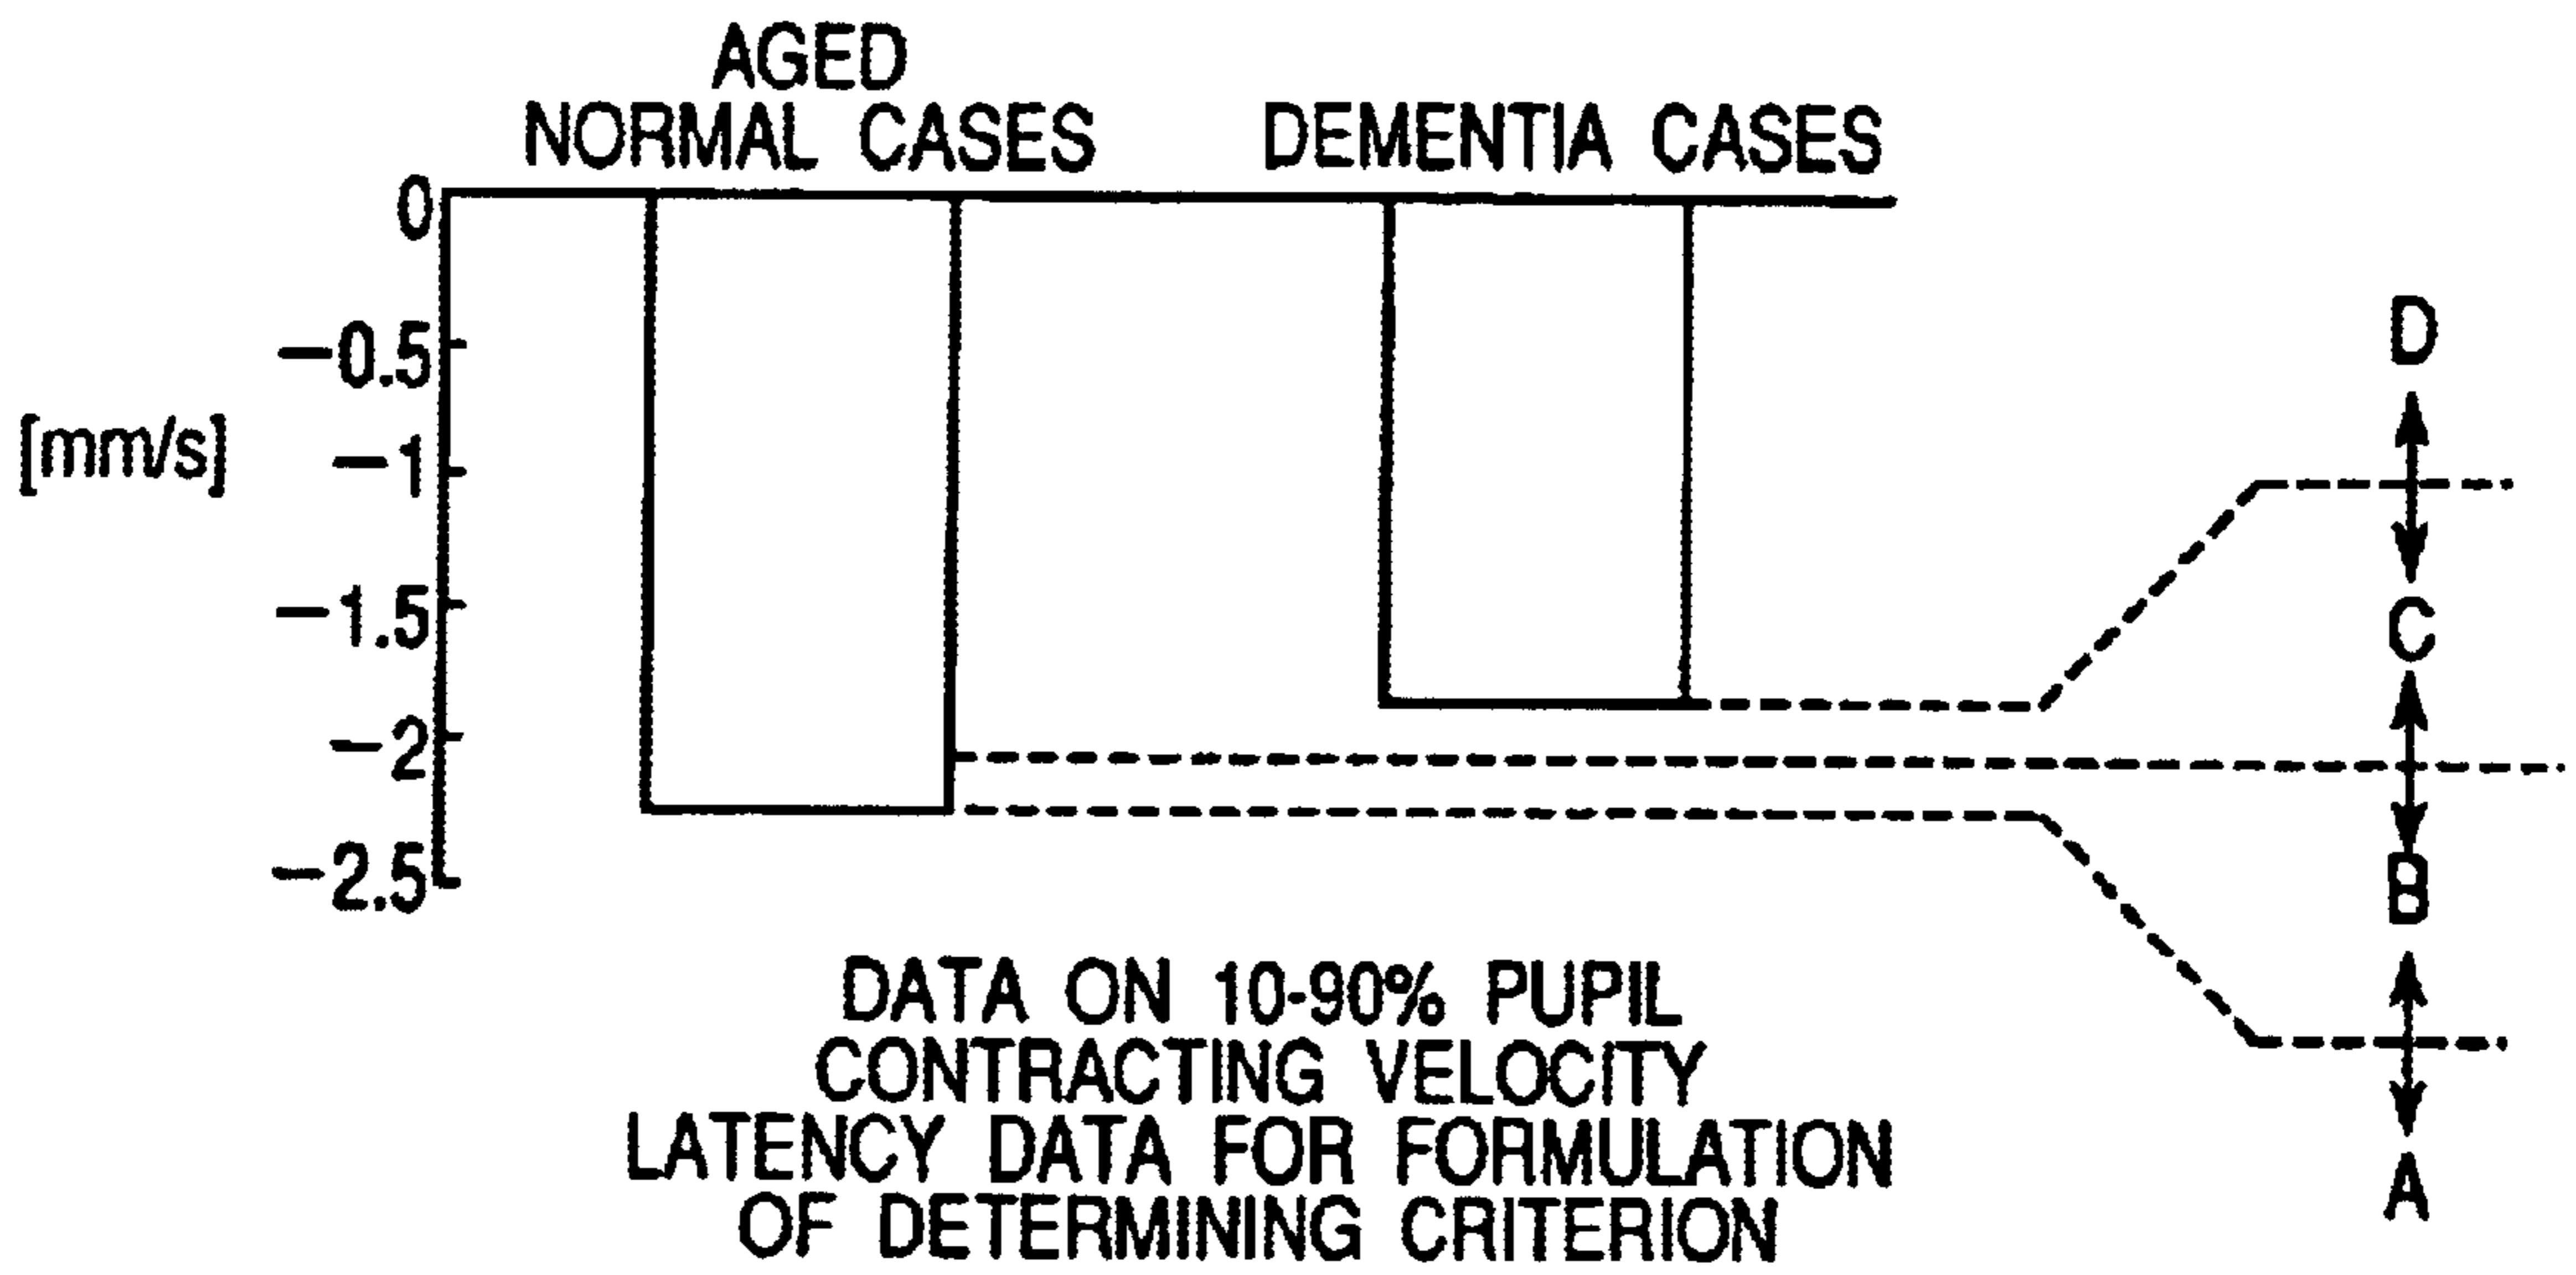 AGED
NORMAL CASES
DEMENTIA CASES
0
−0.5
[mm/s]
−1
−1.5
−2
−2.5
D
C
B
A
DATA ON 10-90% PUPIL
CONTRACTING VELOCITY
LATENCY DATA FOR FORMULATION
OF DETERMINING CRITERION